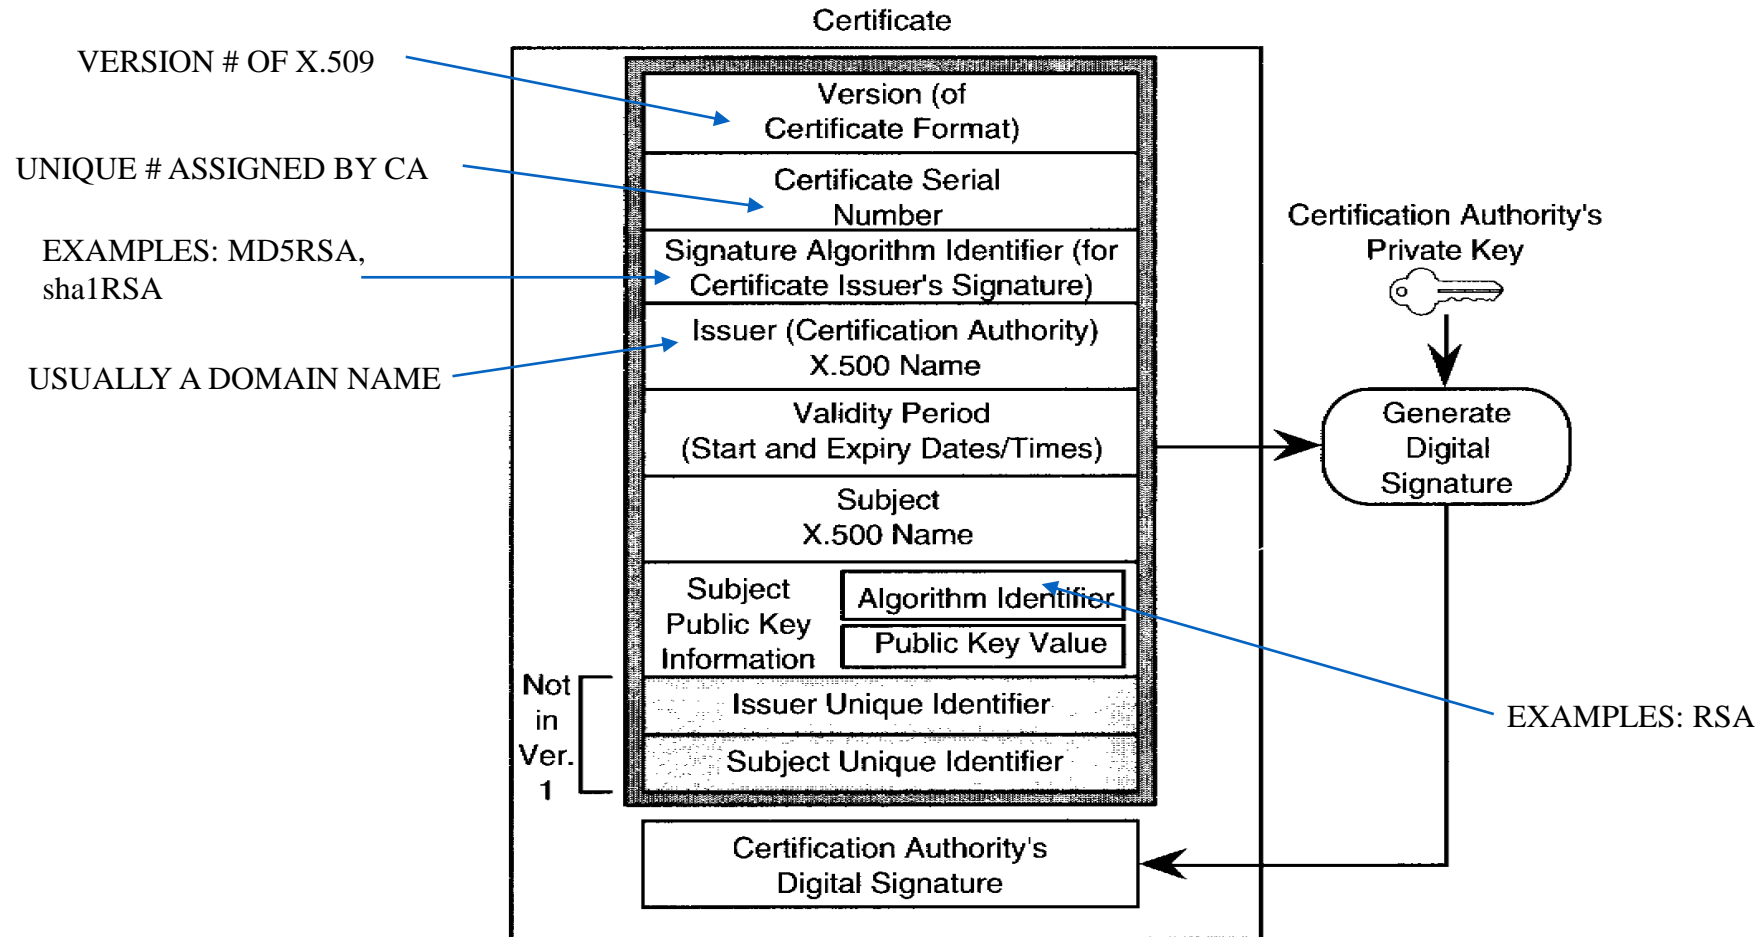 Certificate
VERSION # OF X.509
Version (of
Certificate Format)
UNIQUE # ASSIGNED BY CA
Certificate Serial
Number
EXAMPLES: MD5RSA,
sha1RSA
Signature Algorithm Identifier (for
Certificate Issuer's Signature)
Certification Authority's
Private Key
USUALLY A DOMAIN NAME
Issuer (Certification Authority)
X.500 Name
Validity Period
(Start and Expiry Dates/Times)
Generate
Digital
Signature
Subject
X.500 Name
Subject
Public Key
Information
Algorithm Identifier
Public Key Value
EXAMPLES: RSA
Not
in
Ver.
1
Issuer Unique Identifier
Subject Unique Identifier
Certification Authority's
Digital Signature